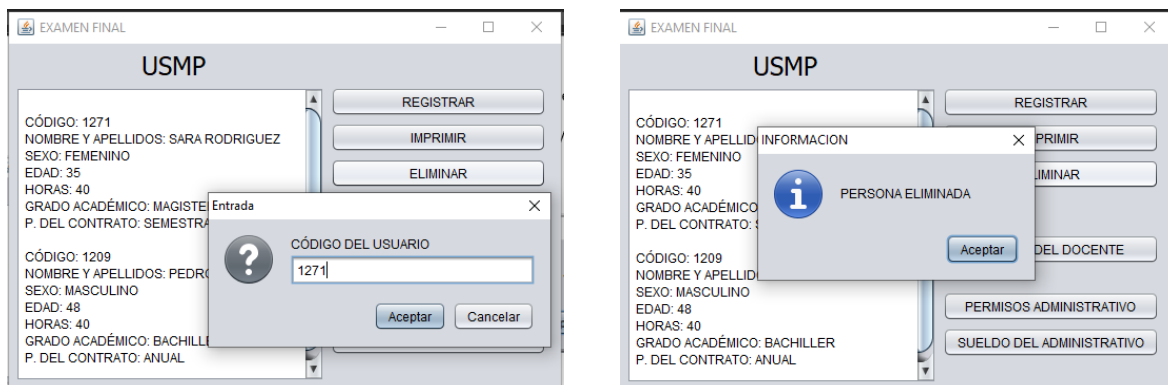 EXAMEN FINAL
USMP
CÓDIGO: 1271
NOMBRE Y APELLIDOS: SARA RODRIGUEZ
SEXO: FEMENINO
EDAD: 35
HORAS: 40
GRADO ACADÉMICO: MAGISTE
P. DEL CONTRATO: SEMESTRA
CÓDIGO: 1209
NOMBRE Y APELLIDOS: PEDRO
SEXO: MASCULINO
EDAD: 48
HORAS: 40
GRADO ACADÉMICO: BACHILLE
P. DEL CONTRATO: ANUAL
REGISTRAR
IMPRIMIR
ELIMINAR
Entrada
CÓDIGO DEL USUARIO
1271
Aceptar Cancelar
EXAMEN FINAL
USMP
CÓDIGO: 1271
NOMBRE Y APELLID
SEXO: FEMENINO
EDAD: 35
HORAS: 40
GRADO ACADÉMICO
P. DEL CONTRATO:
CÓDIGO: 1209
NOMBRE Y APELLID
SEXO: MASCULINO
EDAD: 48
HORAS: 40
GRADO ACADÉMICO: BACHILLER
P. DEL CONTRATO: ANUAL
REGISTRAR
PRIMIR
IMINAR
DEL DOCENTE
PERMISOS ADMINISTRATIVO
SUELDO DEL ADMINISTRATIVO
INFORMACION
PERSONA ELIMINADA
Aceptar